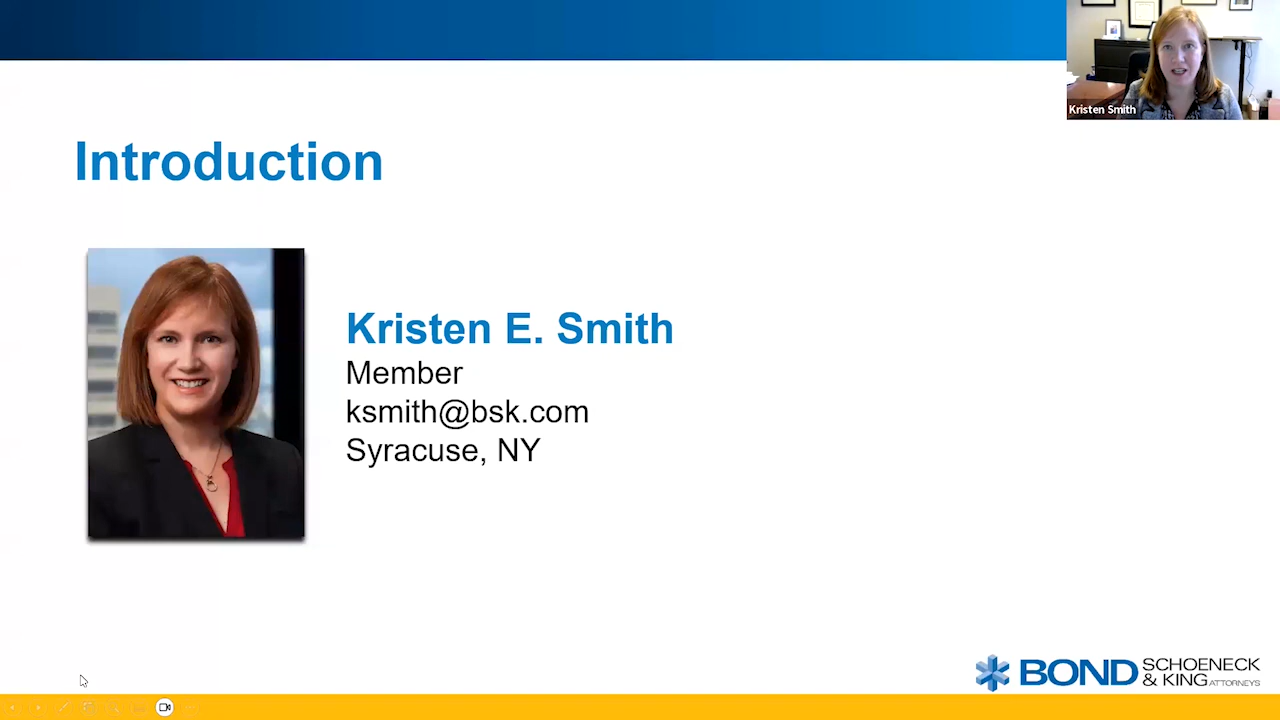 Kristen Smith
Introduction
Kristen E. Smith
Member
ksmith@bsk.com
Syracuse, NY
BOND SCHOENECK
& KING ATTORNEYS